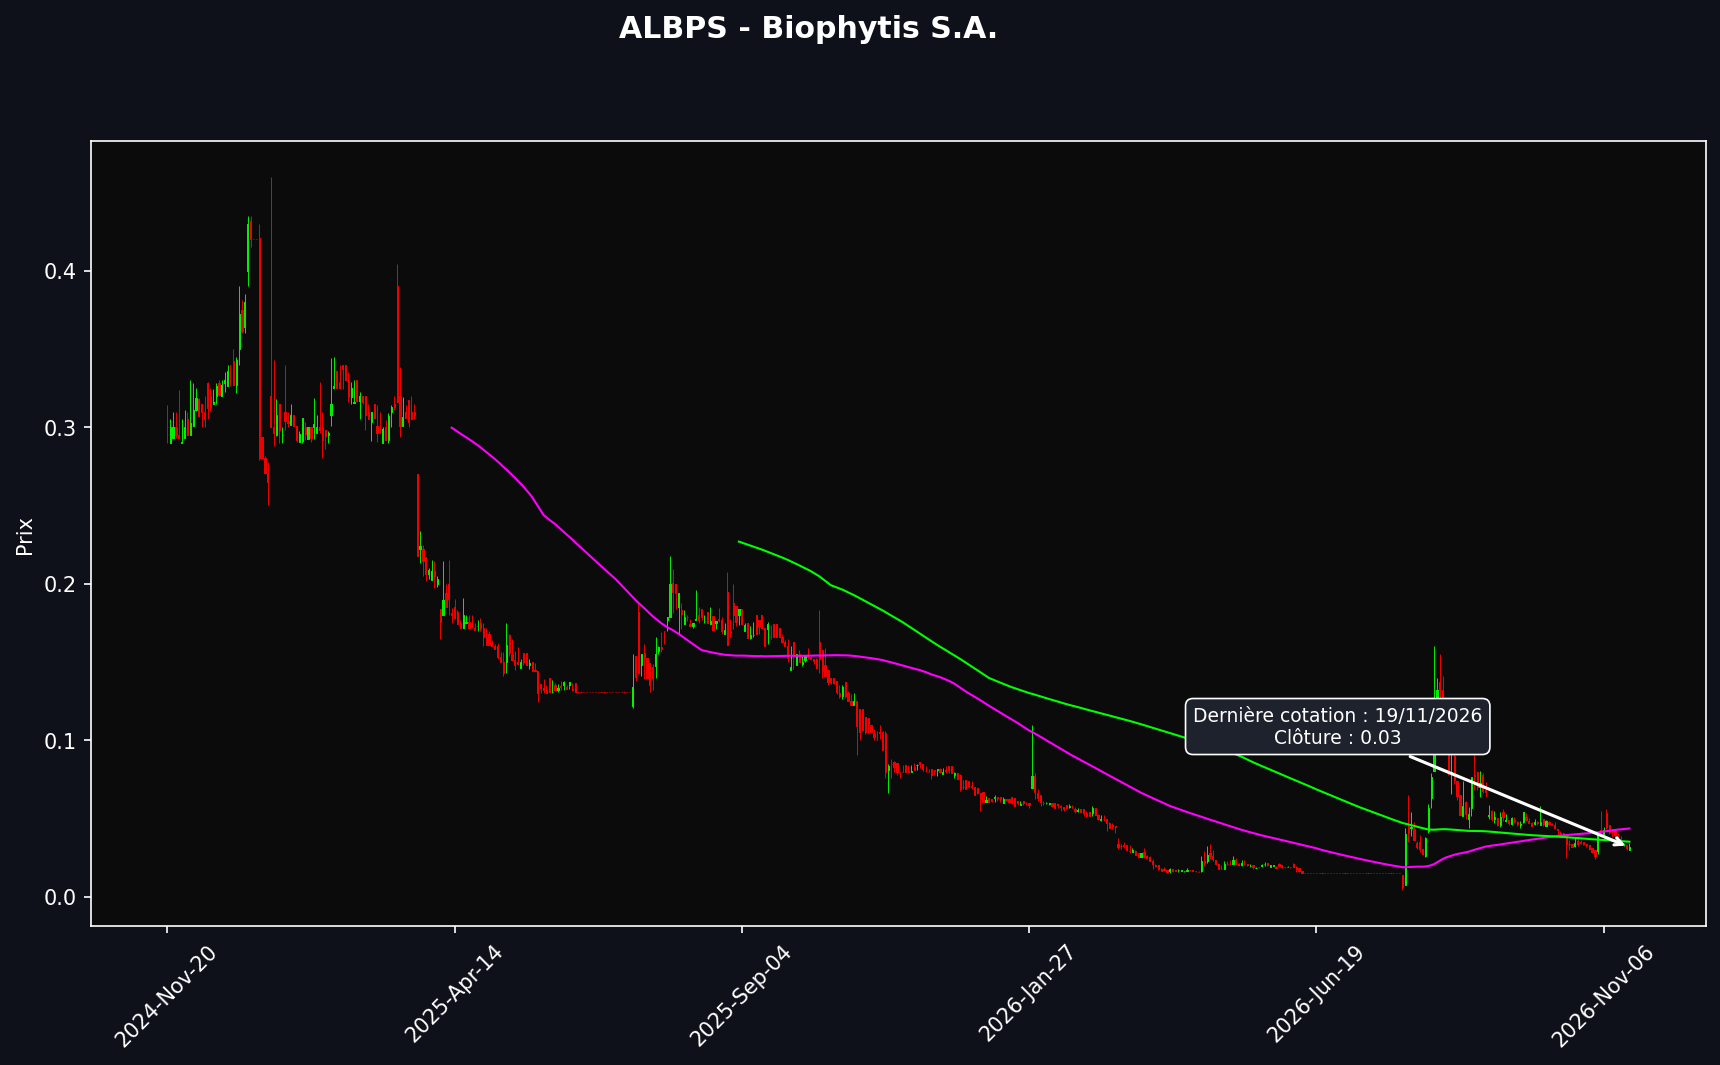 ALBPS - Biophytis S.A.
Prix
0.4
0.3
0.2
0.1
0.0
Dernière cotation : 19/11/2026
Clôture : 0.03
2024-Nov-20
2025-Apr-14
2025-Sep-04
2026-Jan-27
2026-Jun-19
2026-Nov-06